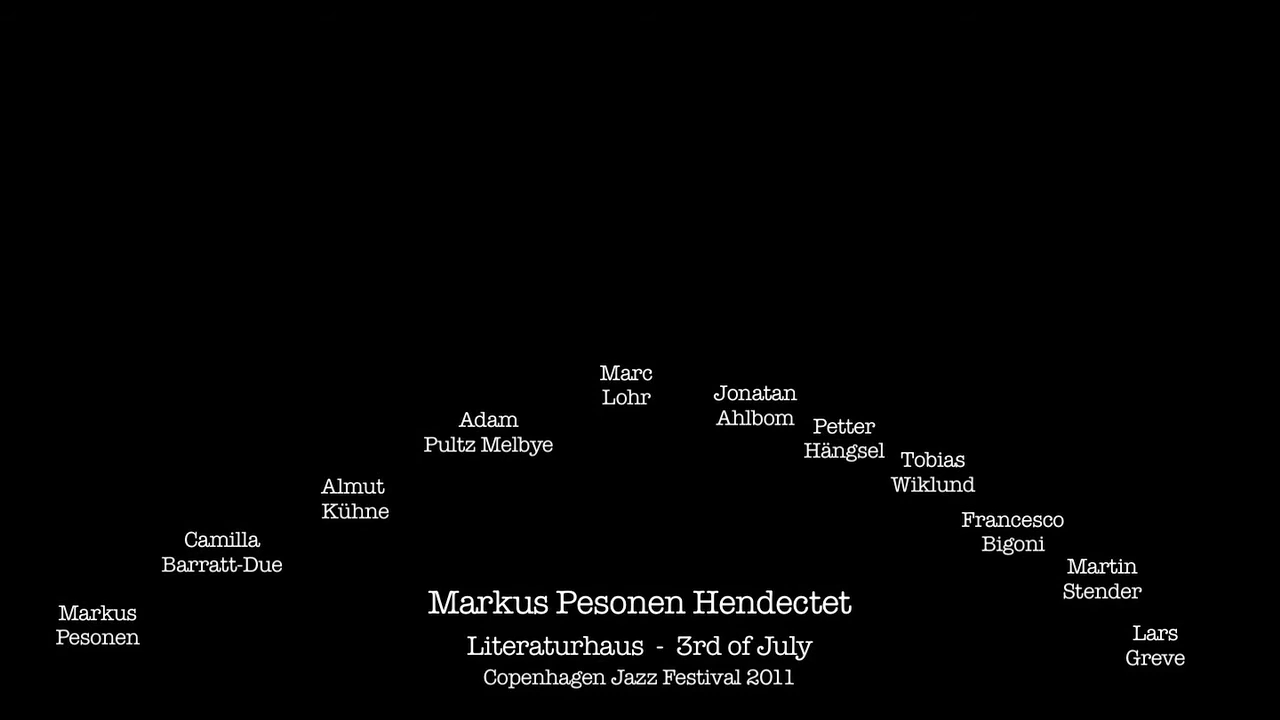 Markus
Pesonen
Camilla
Barratt-Due
Almut
Kühne
Adam
Pultz Melbye
Marc
Lohr
Jonatan
Ahlbom
Petter
Hängsel
Tobias
Wiklund
Francesco
Bigoni
Martin
Stender
Lars
Greve
Markus Pesonen Hendectet
Literaturhaus - 3rd of July
Copenhagen Jazz Festival 2011